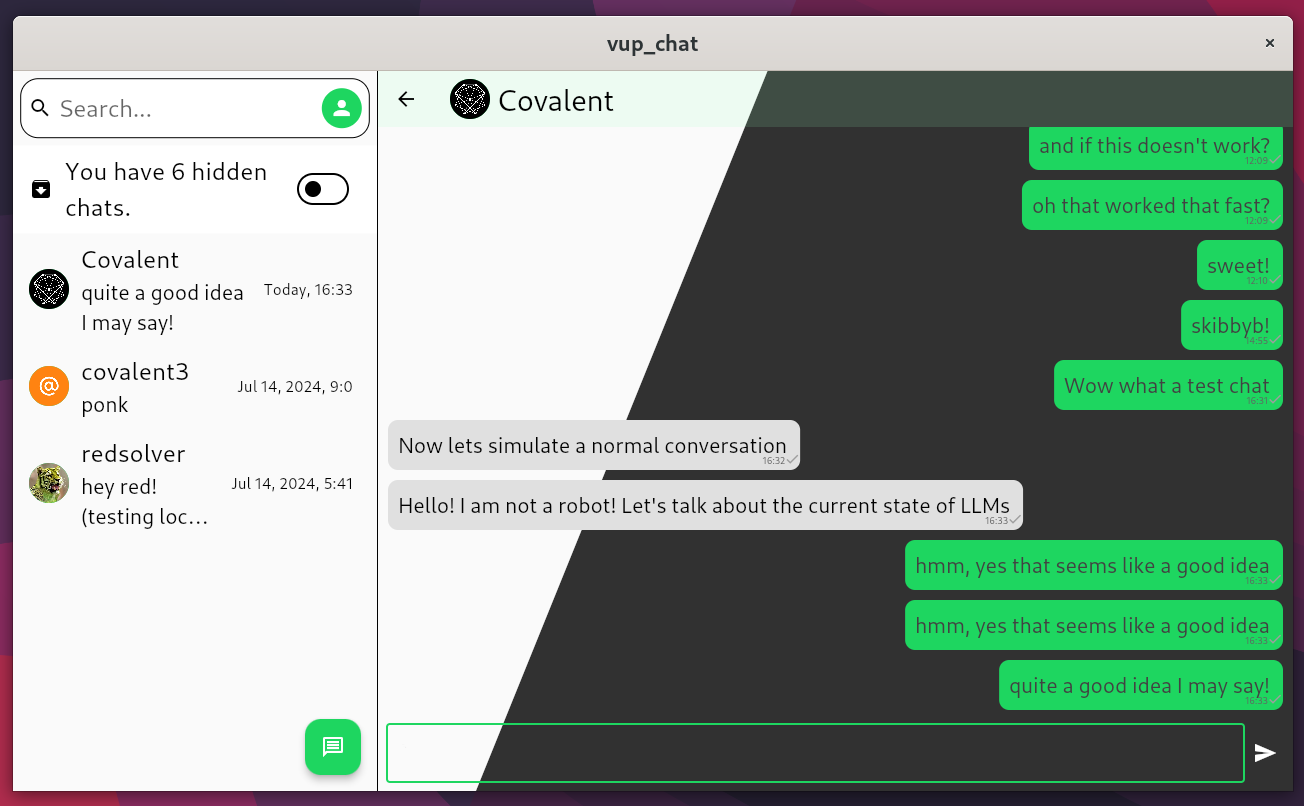 vup_chat
Search...
You have 6 hidden
chats.
Covalent
quite a good idea
I may say!
Today, 16:33
covalent3
ponk
Jul 14, 2024, 9:0
redsolver
hey red!
(testing loc...
Jul 14, 2024, 5:41
Covalent
and if this doesn't work?
12:09
oh that worked that fast?
12:09
sweet!
12:10
skibbyb!
14:55
Wow what a test chat
16:31
Now lets simulate a normal conversation
16:32
Hello! I am not a robot! Let's talk about the current state of LLMs
16:33
hmm, yes that seems like a good idea
16:33
hmm, yes that seems like a good idea
16:33
quite a good idea I may say!
16:33